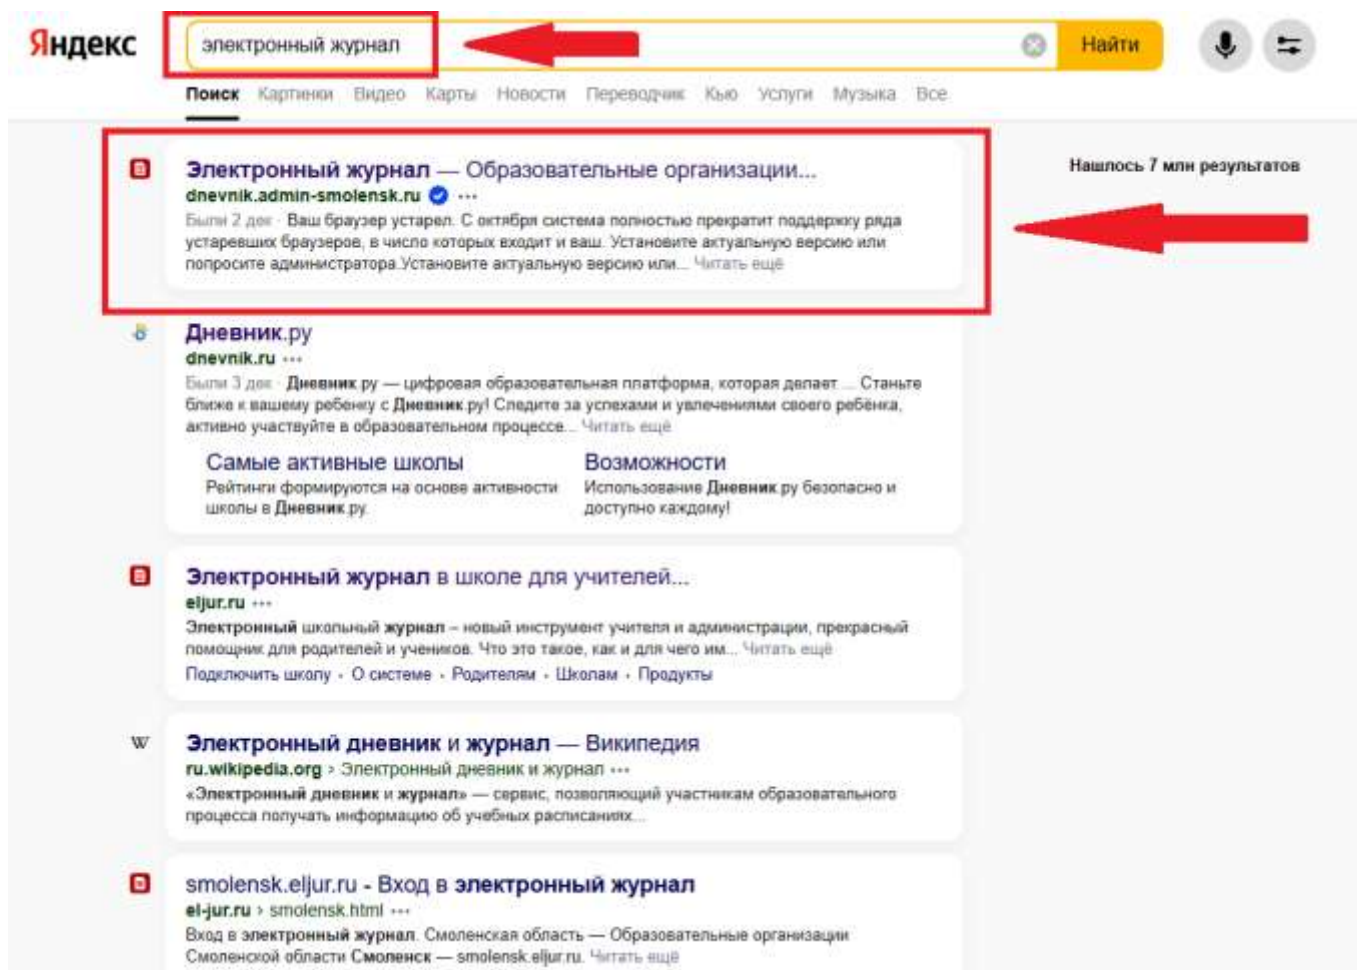 Яндекс
электронный журнал
Найти
Поиск Картинки Видео Карты Новости Переводчик Кью Услуги Музыка Все
Нашлось 7 млн результатов
Электронный журнал — Образовательные организации...
dnevnik.admin-smolensk.ru ...
Были 2 дек · Ваш браузер устарел. С октября система полностью прекратит поддержку ряда
устаревших браузеров, в число которых входит и ваш. Установите актуальную версию или
попросите администратора.Установите актуальную версию или... Читать ещё
Дневник.ру
dnevnik.ru ...
Были 3 дек · Дневник.ру — цифровая образовательная платформа, которая делает ... Станьте
ближе к вашему ребенку с Дневник.ру! Следите за успехами и увлечениями своего ребёнка,
активно участвуйте в образовательном процессе... Читать ещё
Самые активные школы
Рейтинги формируются на основе активности
школы в Дневник.ру.
Возможности
Использование Дневник.ру безопасно и
доступно каждому!
Электронный журнал в школе для учителей...
eljur.ru ...
Электронный школьный журнал – новый инструмент учителя и администрации, прекрасный
помощник для родителей и учеников. Что это такое, как и для чего им... Читать ещё
Подключить школу · О системе · Родителям · Школам · Продукты
W
Электронный дневник и журнал — Википедия
ru.wikipedia.org › Электронный дневник и журнал ...
«Электронный дневник и журнал» — сервис, позволяющий участникам образовательного
процесса получать информацию об учебных расписаниях...
smolensk.eljur.ru - Вход в электронный журнал
el-jur.ru › smolensk.html ...
Вход в электронный журнал. Смоленская область — Образовательные организации
Смоленской области Смоленск — smolensk.eljur.ru. Читать ещё